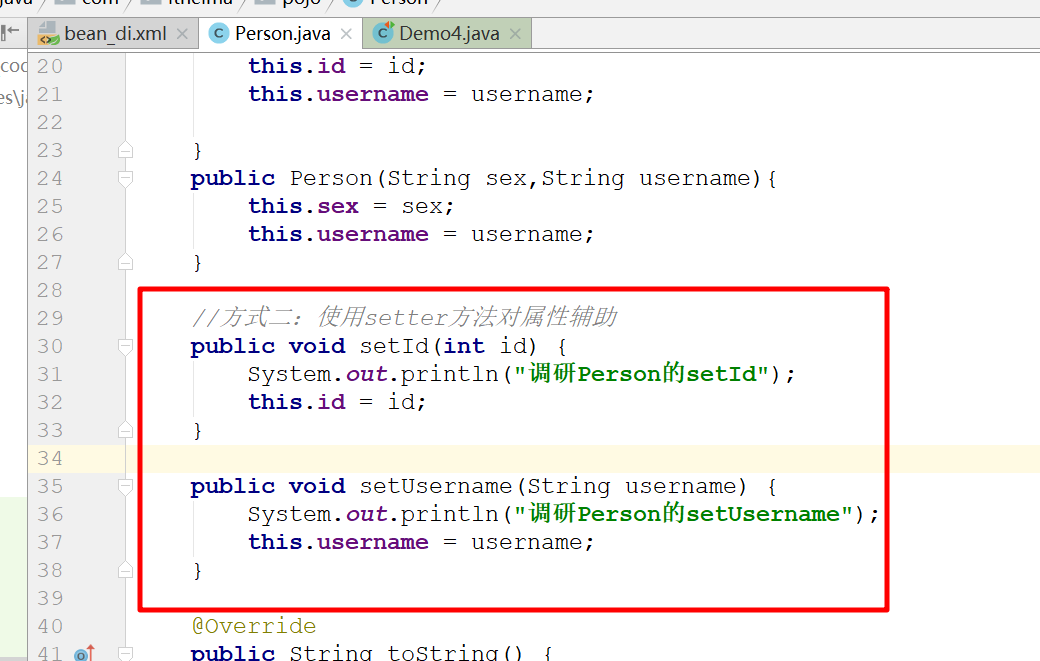 com pojo Person
bean_di.xml Person.java Demo4.java
20 this.id = id;
21 this.username = username;
22
23 }
24 public Person(String sex,String username){
25 this.sex = sex;
26 this.username = username;
27 }
28
29 //方式二：使用setter方法对属性辅助
30 public void setId(int id) {
31 System.out.println("调研Person的setId");
32 this.id = id;
33 }
34
35 public void setUsername(String username) {
36 System.out.println("调研Person的setUsername");
37 this.username = username;
38 }
39
40 @Override
41 public String toString() {